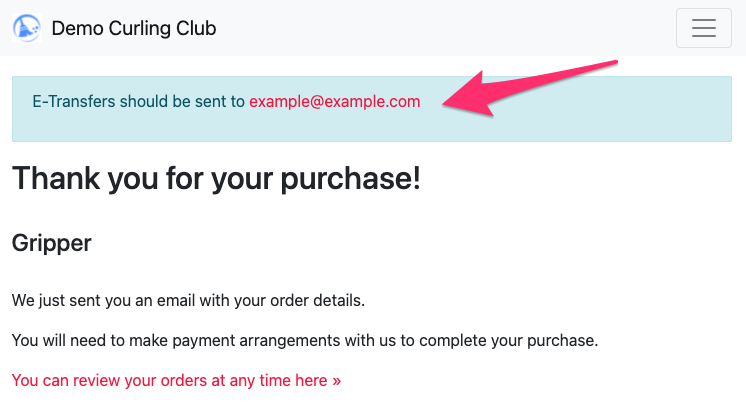 Demo Curling Club
E-Transfers should be sent to example@example.com
Thank you for your purchase!
Gripper
We just sent you an email with your order details.
You will need to make payment arrangements with us to complete your purchase.
You can review your orders at any time here »